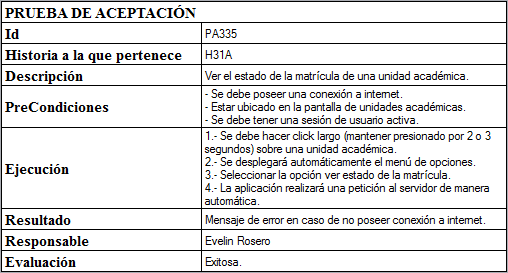 PRUEBA DE ACEPTACIÓN
Id PA335
Historia a la que pertenece H31A
Descripción Ver el estado de la matrícula de una unidad académica.
PreCondiciones
- Se debe poseer una conexión a internet.
- Estar ubicado en la pantalla de unidades académicas.
- Se debe tener una sesión de usuario activa.
Ejecución
1.- Se debe hacer click largo (mantener presionado por 2 o 3
segundos) sobre una unidad académica.
2.- Se desplegará automáticamente el menú de opciones.
3.- Seleccionar la opción ver estado de la matrícula.
4.- La aplicación realizará una petición al servidor de manera
automática.
Resultado Mensaje de error en caso de no poseer conexión a internet.
Responsable Evelin Rosero
Evaluación Exitosa.